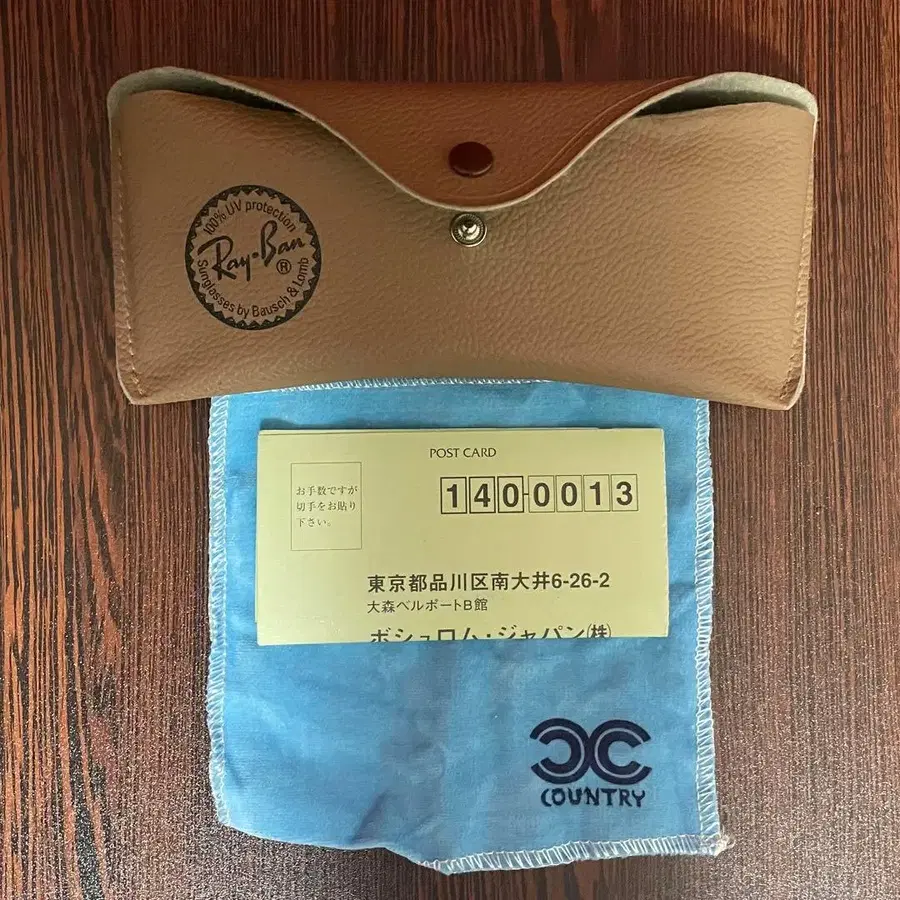 100% UV protection
Ray-Ban ®
Sunglasses by Bausch & Lomb
POST CARD
お手数ですが
切手をお貼り
下さい。
140-0013
東京都品川区南大井6-26-2
大森ベルポートB館
ボシュロム・ジャパン(株)
COUNTRY